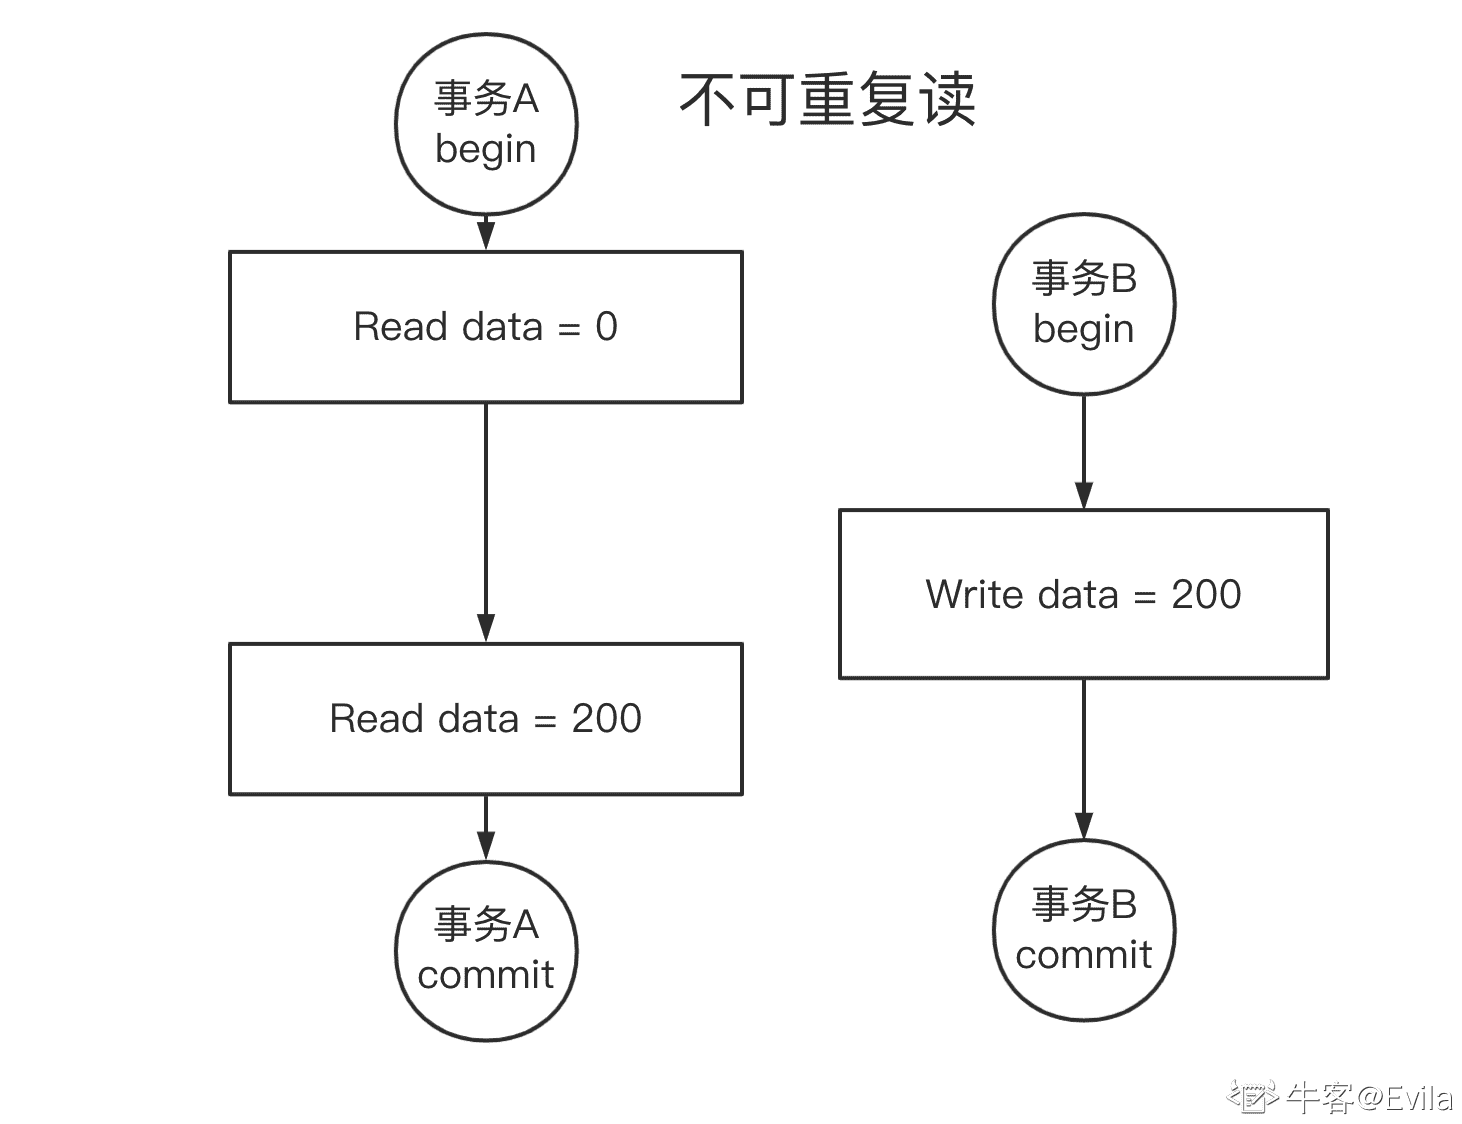 不可重复读
事务A
begin
Read data = 0
Read data = 200
事务A
commit
事务B
begin
Write data = 200
事务B
commit
牛客@Evila